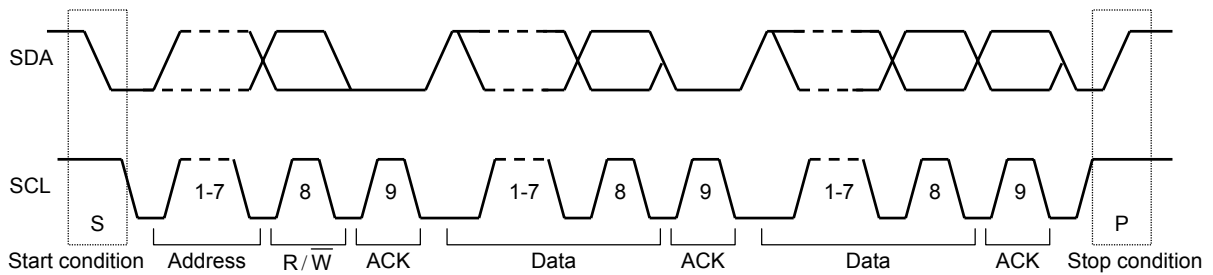 SDA
SCL 1-7 8 9 1-7 8 9 1-7 8 9
S P
Start condition Address R/W̅ ACK Data ACK Data ACK Stop condition